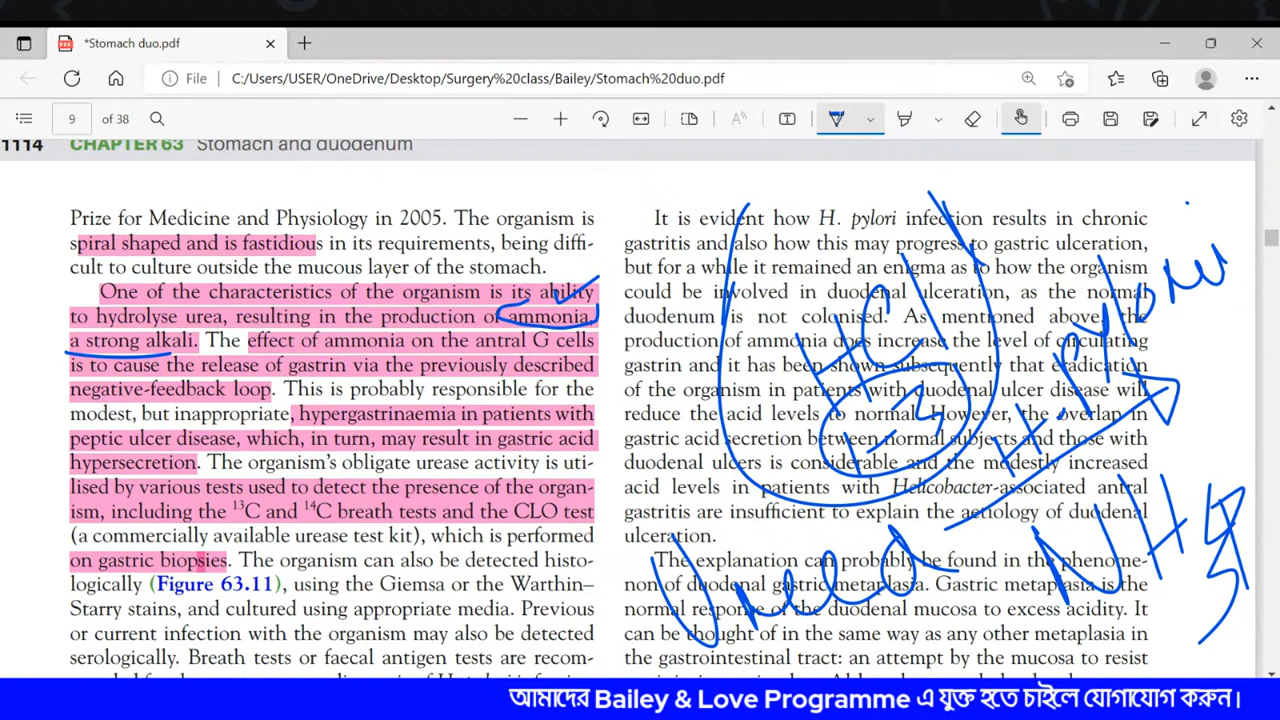 *Stomach duo.pdf
File C:/Users/USER/OneDrive/Desktop/Surgery%20class/Bailey/Stomach%20duo.pdf
9 of 38
1114 CHAPTER 63 Stomach and duodenum
Prize for Medicine and Physiology in 2005. The organism is
spiral shaped and is fastidious in its requirements, being diffi-
cult to culture outside the mucous layer of the stomach.
One of the characteristics of the organism is its ability
to hydrolyse urea, resulting in the production of ammonia,
a strong alkali. The effect of ammonia on the antral G cells
is to cause the release of gastrin via the previously described
negative-feedback loop. This is probably responsible for the
modest, but inappropriate, hypergastrinaemia in patients with
peptic ulcer disease, which, in turn, may result in gastric acid
hypersecretion. The organism's obligate urease activity is uti-
lised by various tests used to detect the presence of the organ-
ism, including the 13C and 14C breath tests and the CLO test
(a commercially available urease test kit), which is performed
on gastric biopsies. The organism can also be detected histo-
logically (Figure 63.11), using the Giemsa or the Warthin–
Starry stains, and cultured using appropriate media. Previous
or current infection with the organism may also be detected
serologically. Breath tests or faecal antigen tests are recom-
It is evident how H. pylori infection results in chronic
gastritis and also how this may progress to gastric ulceration,
but for a while it remained an enigma as to how the organism
could be involved in duodenal ulceration, as the normal
duodenum is not colonised. As mentioned above, the
production of ammonia does increase the level of circulating
gastrin and it has been shown subsequently that eradication
of the organism in patients with duodenal ulcer disease will
reduce the acid levels to normal. However, the overlap in
gastric acid secretion between normal subjects and those with
duodenal ulcers is considerable and the modestly increased
acid levels in patients with Helicobacter-associated antral
gastritis are insufficient to explain the aetiology of duodenal
ulceration.
The explanation can probably be found in the phenome-
non of duodenal gastric metaplasia. Gastric metaplasia is the
normal response of the duodenal mucosa to excess acidity. It
can be thought of in the same way as any other metaplasia in
the gastrointestinal tract: an attempt by the mucosa to resist
HCl
1-3
H. pylori
NH
3
আমাদের Bailey & Love Programme এ যুক্ত হতে চাইলে যোগাযোগ করুন।